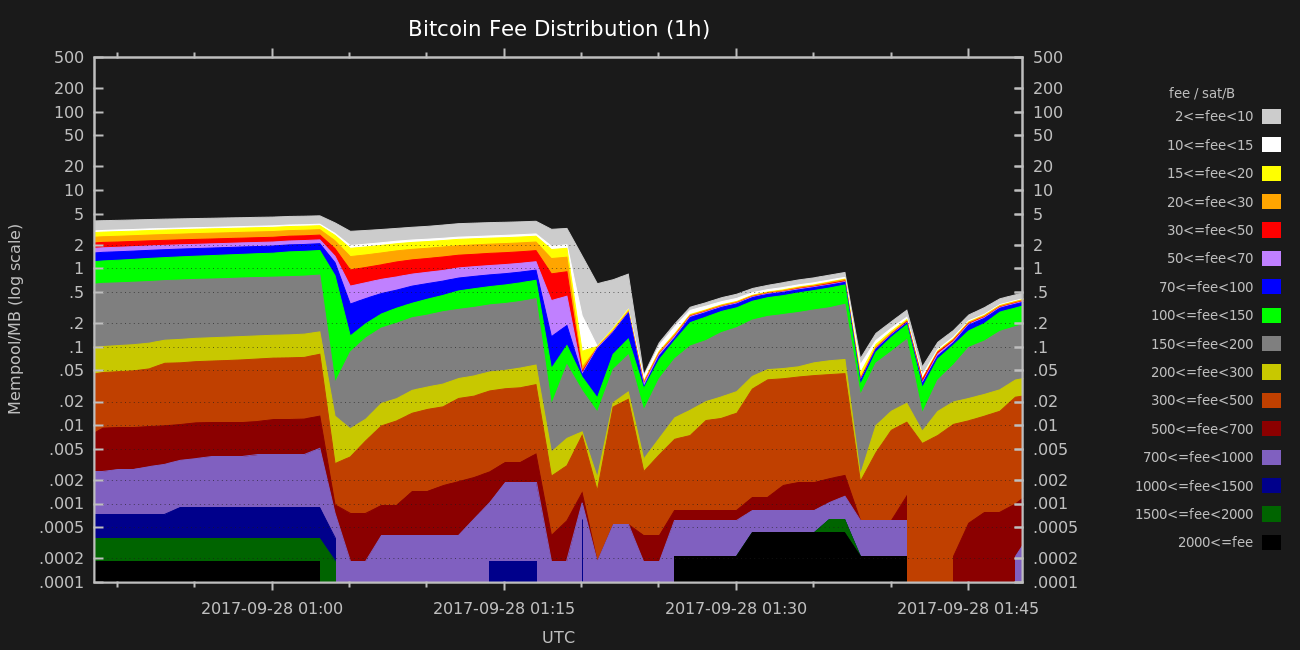 Bitcoin Fee Distribution (1h)
500 500
200 200
100 100
50 50
20 20
10 10
5 5
2 2
1 1
.5 .5
.2 .2
.1 .1
.05 .05
.02 .02
.01 .01
.005 .005
.002 .002
.001 .001
.0005 .0005
.0002 .0002
.0001 .0001
Mempool/MB (log scale)
2017-09-28 01:00 2017-09-28 01:15 2017-09-28 01:30 2017-09-28 01:45
UTC
fee / sat/B
2<=fee<10
10<=fee<15
15<=fee<20
20<=fee<30
30<=fee<50
50<=fee<70
70<=fee<100
100<=fee<150
150<=fee<200
200<=fee<300
300<=fee<500
500<=fee<700
700<=fee<1000
1000<=fee<1500
1500<=fee<2000
2000<=fee